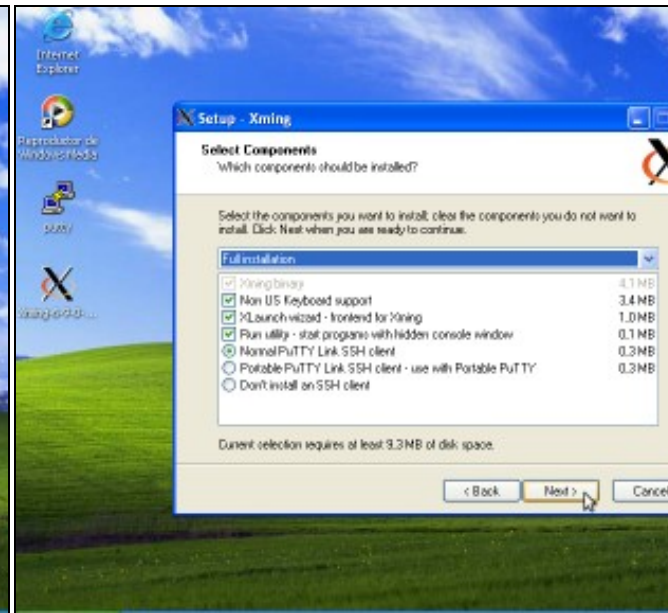 Internet
Explorer
Reproductor de
Windows Media
putty
Setup - Xming
Select Components
Which components should be installed?
Select the components you want to install; clear the components you do not want to
install. Click Next when you are ready to continue.
Full installation
Xming binary
4.1 MB
Non US Keyboard support
3.4 MB
XLaunch wizard - frontend for Xming
1.0 MB
Run utility - start programs with hidden console window
0.1 MB
Normal PuTTY Link SSH client
0.3 MB
Portable PuTTY Link SSH client - use with Portable PuTTY
0.3 MB
Don't install an SSH client
Current selection requires at least 9.3 MB of disk space.
< Back
Next >
Cancel